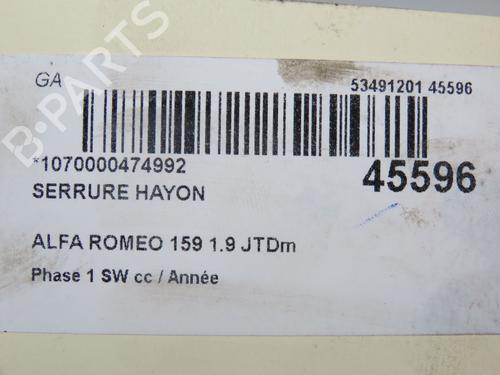 GA
53491201 45596
*1070000474992
45596
SERRURE HAYON
ALFA ROMEO 159 1.9 JTDm
Phase 1 SW cc / Année
B-PARTS